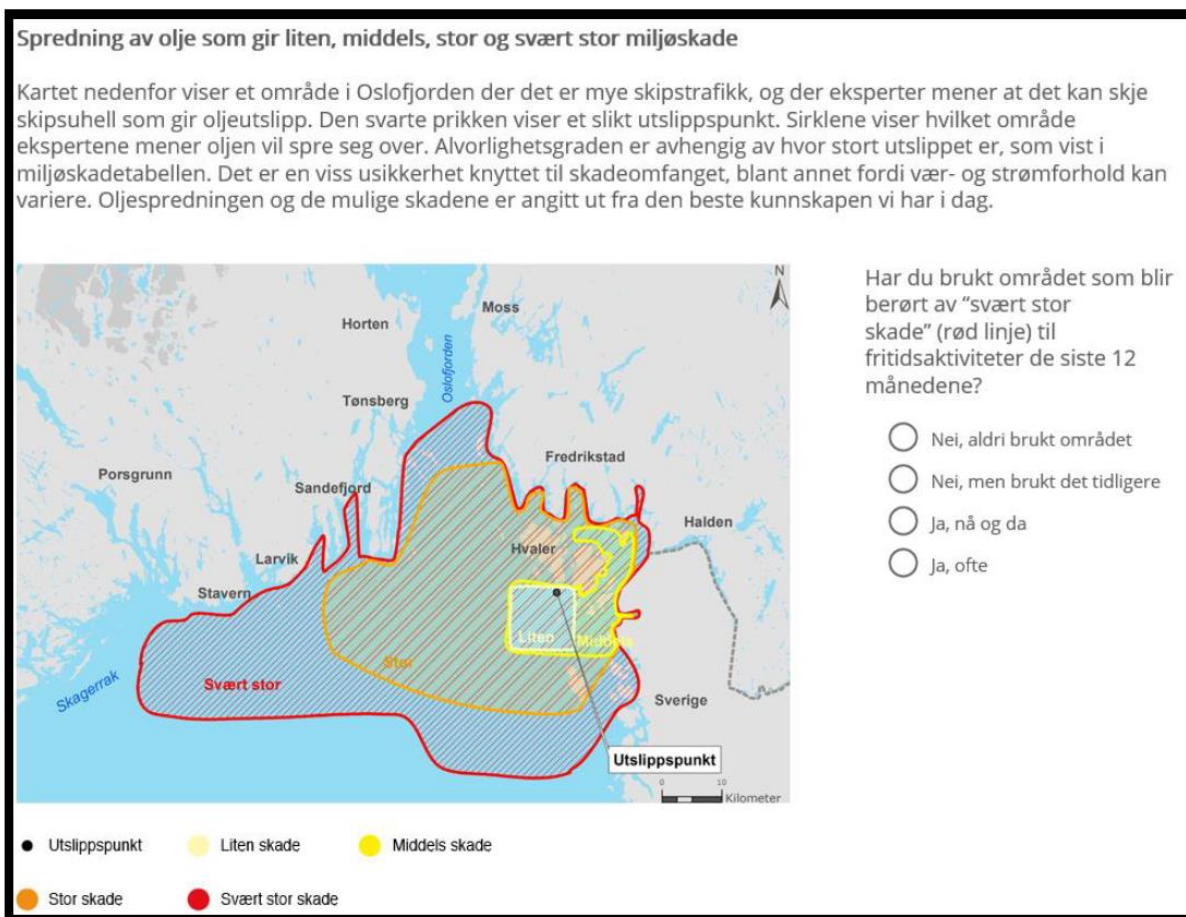 Spredning av olje som gir liten, middels, stor og svært stor miljøskade
Kartet nedenfor viser et område i Oslofjorden der det er mye skipstrafikk, og der eksperter mener at det kan skje
skipsuhell som gir oljeutslipp. Den svarte prikken viser et slikt utslippspunkt. Sirklene viser hvilket område
ekspertene mener oljen vil spre seg over. Alvorlighetsgraden er avhengig av hvor stort utslippet er, som vist i
miljøskadetabellen. Det er en viss usikkerhet knyttet til skadeomfanget, blant annet fordi vær- og strømforhold kan
variere. Oljespredningen og de mulige skadene er angitt ut fra den beste kunnskapen vi har i dag.
N
Moss
Horten
Oslofjorden
Tønsberg
Fredrikstad
Porsgrunn
Sandefjord
Halden
Hvaler
Larvik
Stavern
Liten
Middels
Stor
Svært stor
Skagerrak
Sverige
Utslippspunkt
0 10
Kilometer
Har du brukt området som blir
berørt av “svært stor
skade” (rød linje) til
fritidsaktiviteter de siste 12
månedene?
Nei, aldri brukt området
Nei, men brukt det tidligere
Ja, nå og da
Ja, ofte
Utslippspunkt
Liten skade
Middels skade
Stor skade
Svært stor skade